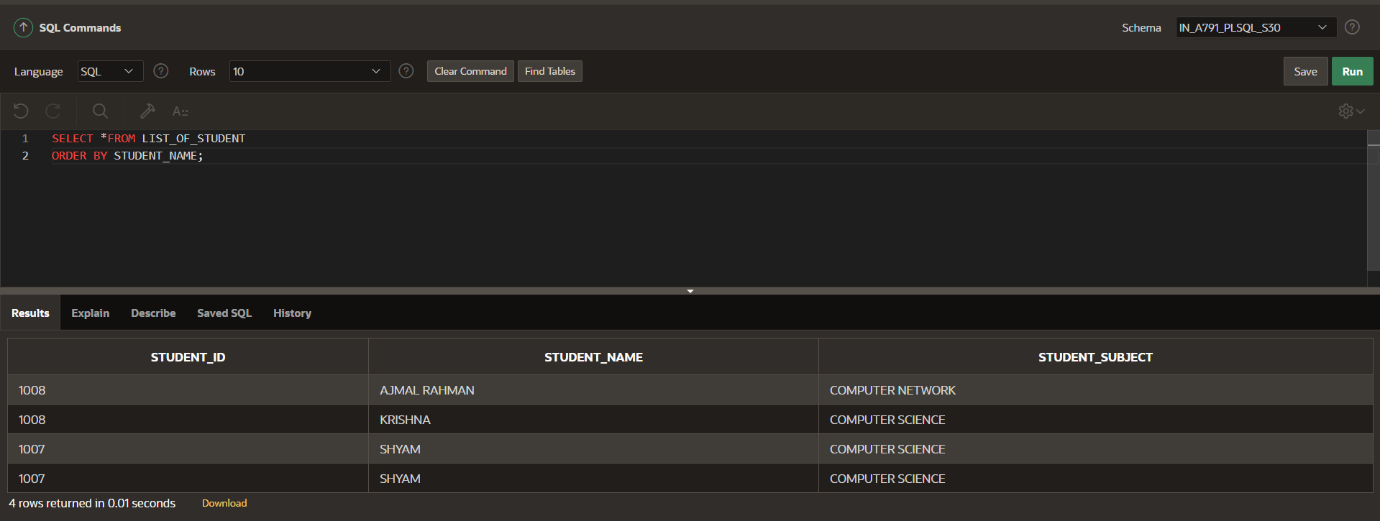 SQL Commands
Schema IN_A791_PLSQL_S30
Language SQL Rows 10 Clear Command Find Tables Save Run
1 SELECT *FROM LIST_OF_STUDENT
2 ORDER BY STUDENT_NAME;
Results Explain Describe Saved SQL History
STUDENT_ID STUDENT_NAME STUDENT_SUBJECT
1008 AJMAL RAHMAN COMPUTER NETWORK
1008 KRISHNA COMPUTER SCIENCE
1007 SHYAM COMPUTER SCIENCE
1007 SHYAM COMPUTER SCIENCE
4 rows returned in 0.01 seconds Download